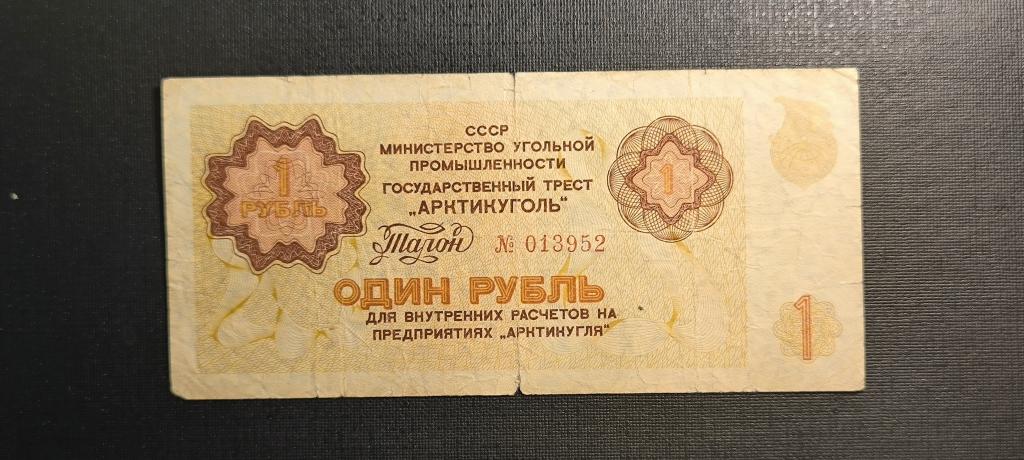 СССР
МИНИСТЕРСТВО УГОЛЬНОЙ
ПРОМЫШЛЕННОСТИ
ГОСУДАРСТВЕННЫЙ ТРЕСТ
„АРКТИКУГОЛЬ“
1
РУБЛЬ
1
Талон № 013952
ОДИН РУБЛЬ
ДЛЯ ВНУТРЕННИХ РАСЧЕТОВ НА
ПРЕДПРИЯТИЯХ „АРКТИКУГЛЯ“
1